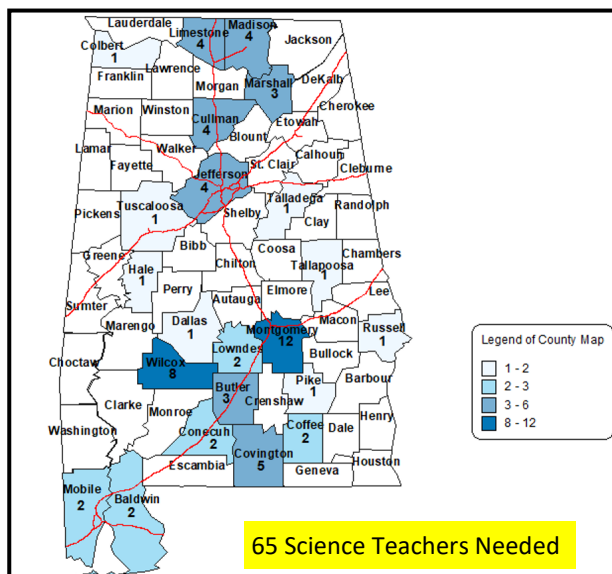 Lauderdale
Limestone
4
Madison
4
Jackson
Colbert
1
Franklin
Lawrence
Morgan
Marshall
3
DeKalb
Marion
Winston
Cullman
4
Blount
Etowah
Cherokee
Lamar
Fayette
Walker
Jefferson
4
St. Clair
Calhoun
Cleburne
Pickens
Tuscaloosa
1
Shelby
Talladega
1
Clay
Randolph
Greene
Hale
1
Bibb
Chilton
Coosa
Tallapoosa
1
Chambers
Sumter
Perry
Autauga
Elmore
Lee
Marengo
Dallas
1
Lowndes
2
Montgomery
12
Macon
Russell
1
Choctaw
Wilcox
8
Butler
3
Crenshaw
Pike
1
Bullock
Barbour
Clarke
Monroe
Washington
Conecuh
2
Covington
5
Coffee
2
Dale
Henry
Escambia
Geneva
Houston
Mobile
2
Baldwin
2
Legend of County Map
1 - 2
2 - 3
3 - 6
8 - 12
65 Science Teachers Needed